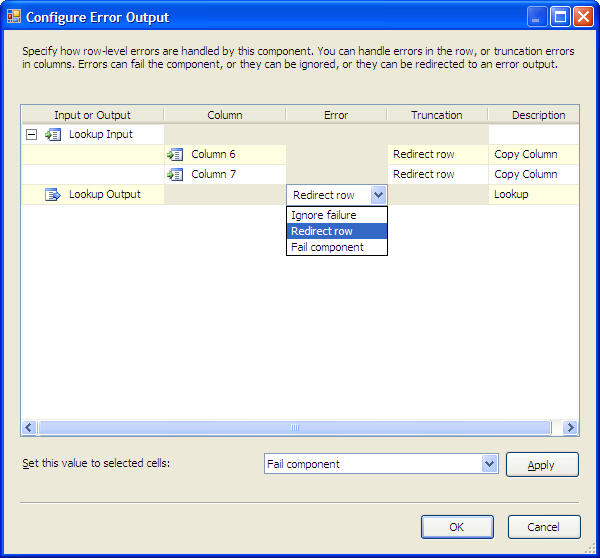 Configure Error Output
Specify how row-level errors are handled by this component. You can handle errors in the row, or truncation errors
in columns. Errors can fail the component, or they can be ignored, or they can be redirected to an error output.
Input or Output Column Error Truncation Description
Lookup Input
Column 6 Redirect row Copy Column
Column 7 Redirect row Copy Column
Lookup Output Redirect row Lookup
Ignore failure
Redirect row
Fail component
Set this value to selected cells: Fail component Apply
OK Cancel